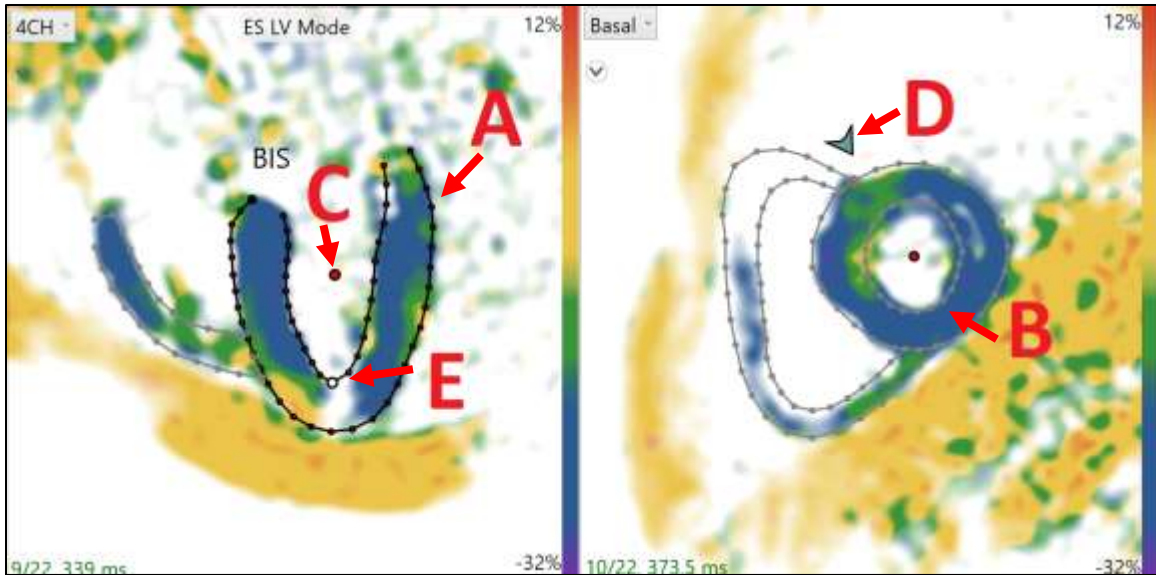 4CH
ES LV Mode
12%
A
BIS
C
E
9/22, 339 ms
-32%
Basal
12%
D
B
10/22, 373.5 ms
-32%